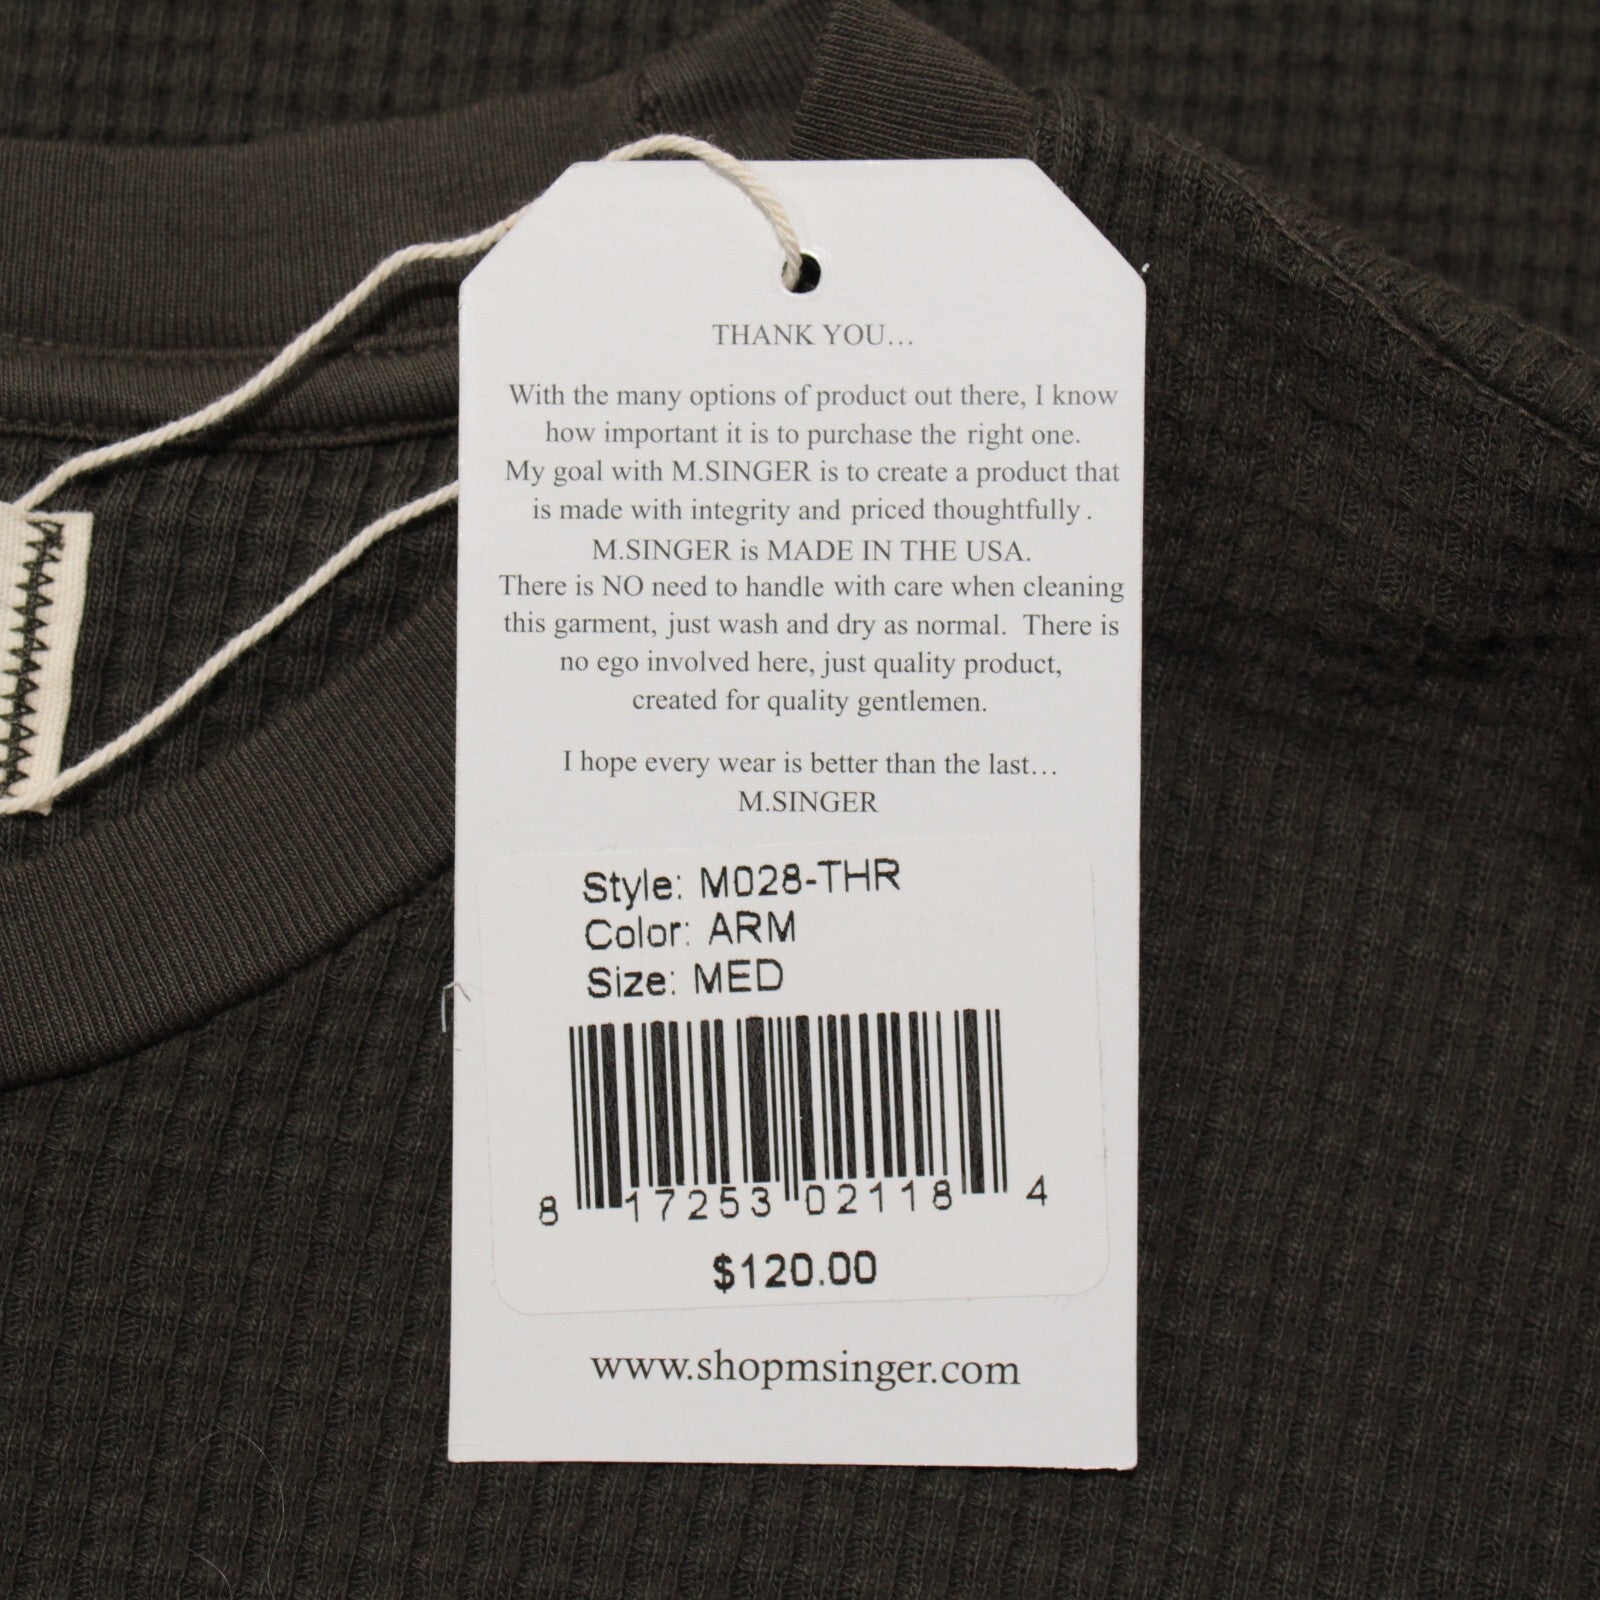 THANK YOU...
With the many options of product out there, I know
how important it is to purchase the right one.
My goal with M.SINGER is to create a product that
is made with integrity and priced thoughtfully.
M.SINGER is MADE IN THE USA.
There is NO need to handle with care when cleaning
this garment, just wash and dry as normal. There is
no ego involved here, just quality product,
created for quality gentlemen.
I hope every wear is better than the last...
M.SINGER
Style: M028-THR
Color: ARM
Size: MED
8 17253 02118 4
$120.00
www.shopmsinger.com